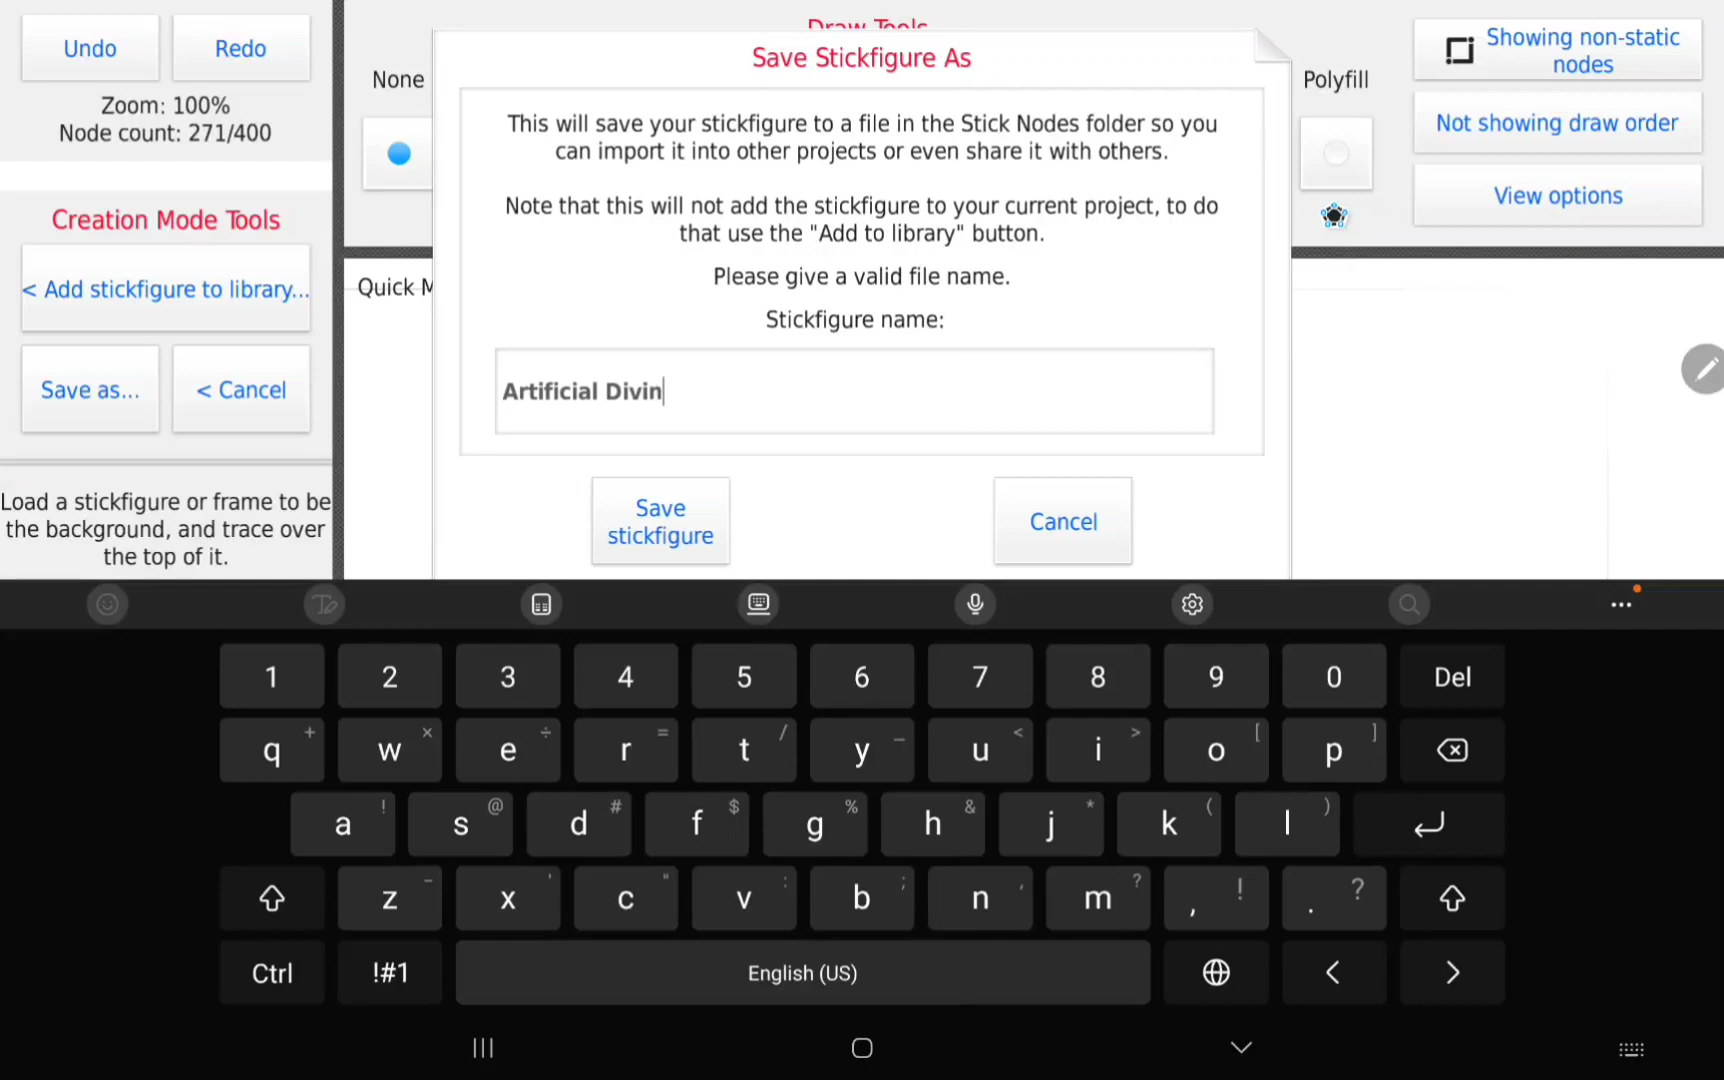 Undo
Redo
Zoom: 100%
Node count: 271/400
Creation Mode Tools
< Add stickfigure to library...
Save as...
< Cancel
Load a stickfigure or frame to be
the background, and trace over
the top of it.
Draw Tools
None
Quick M
Save Stickfigure As
This will save your stickfigure to a file in the Stick Nodes folder so you
can import it into other projects or even share it with others.
Note that this will not add the stickfigure to your current project, to do
that use the "Add to library" button.
Please give a valid file name.
Stickfigure name:
Artificial Divin
Save
stickfigure
Cancel
Polyfill
Showing non-static
nodes
Not showing draw order
View options
1 2 3 4 5 6 7 8 9 0 Del
q + w × e ÷ r = t / y _ u < i > o [ p ]
a ! s @ d # f $ g % h & j * k ( l )
z - x ' c " v : b ; n , m ? , ! . ?
Ctrl !#1 English (US) < >